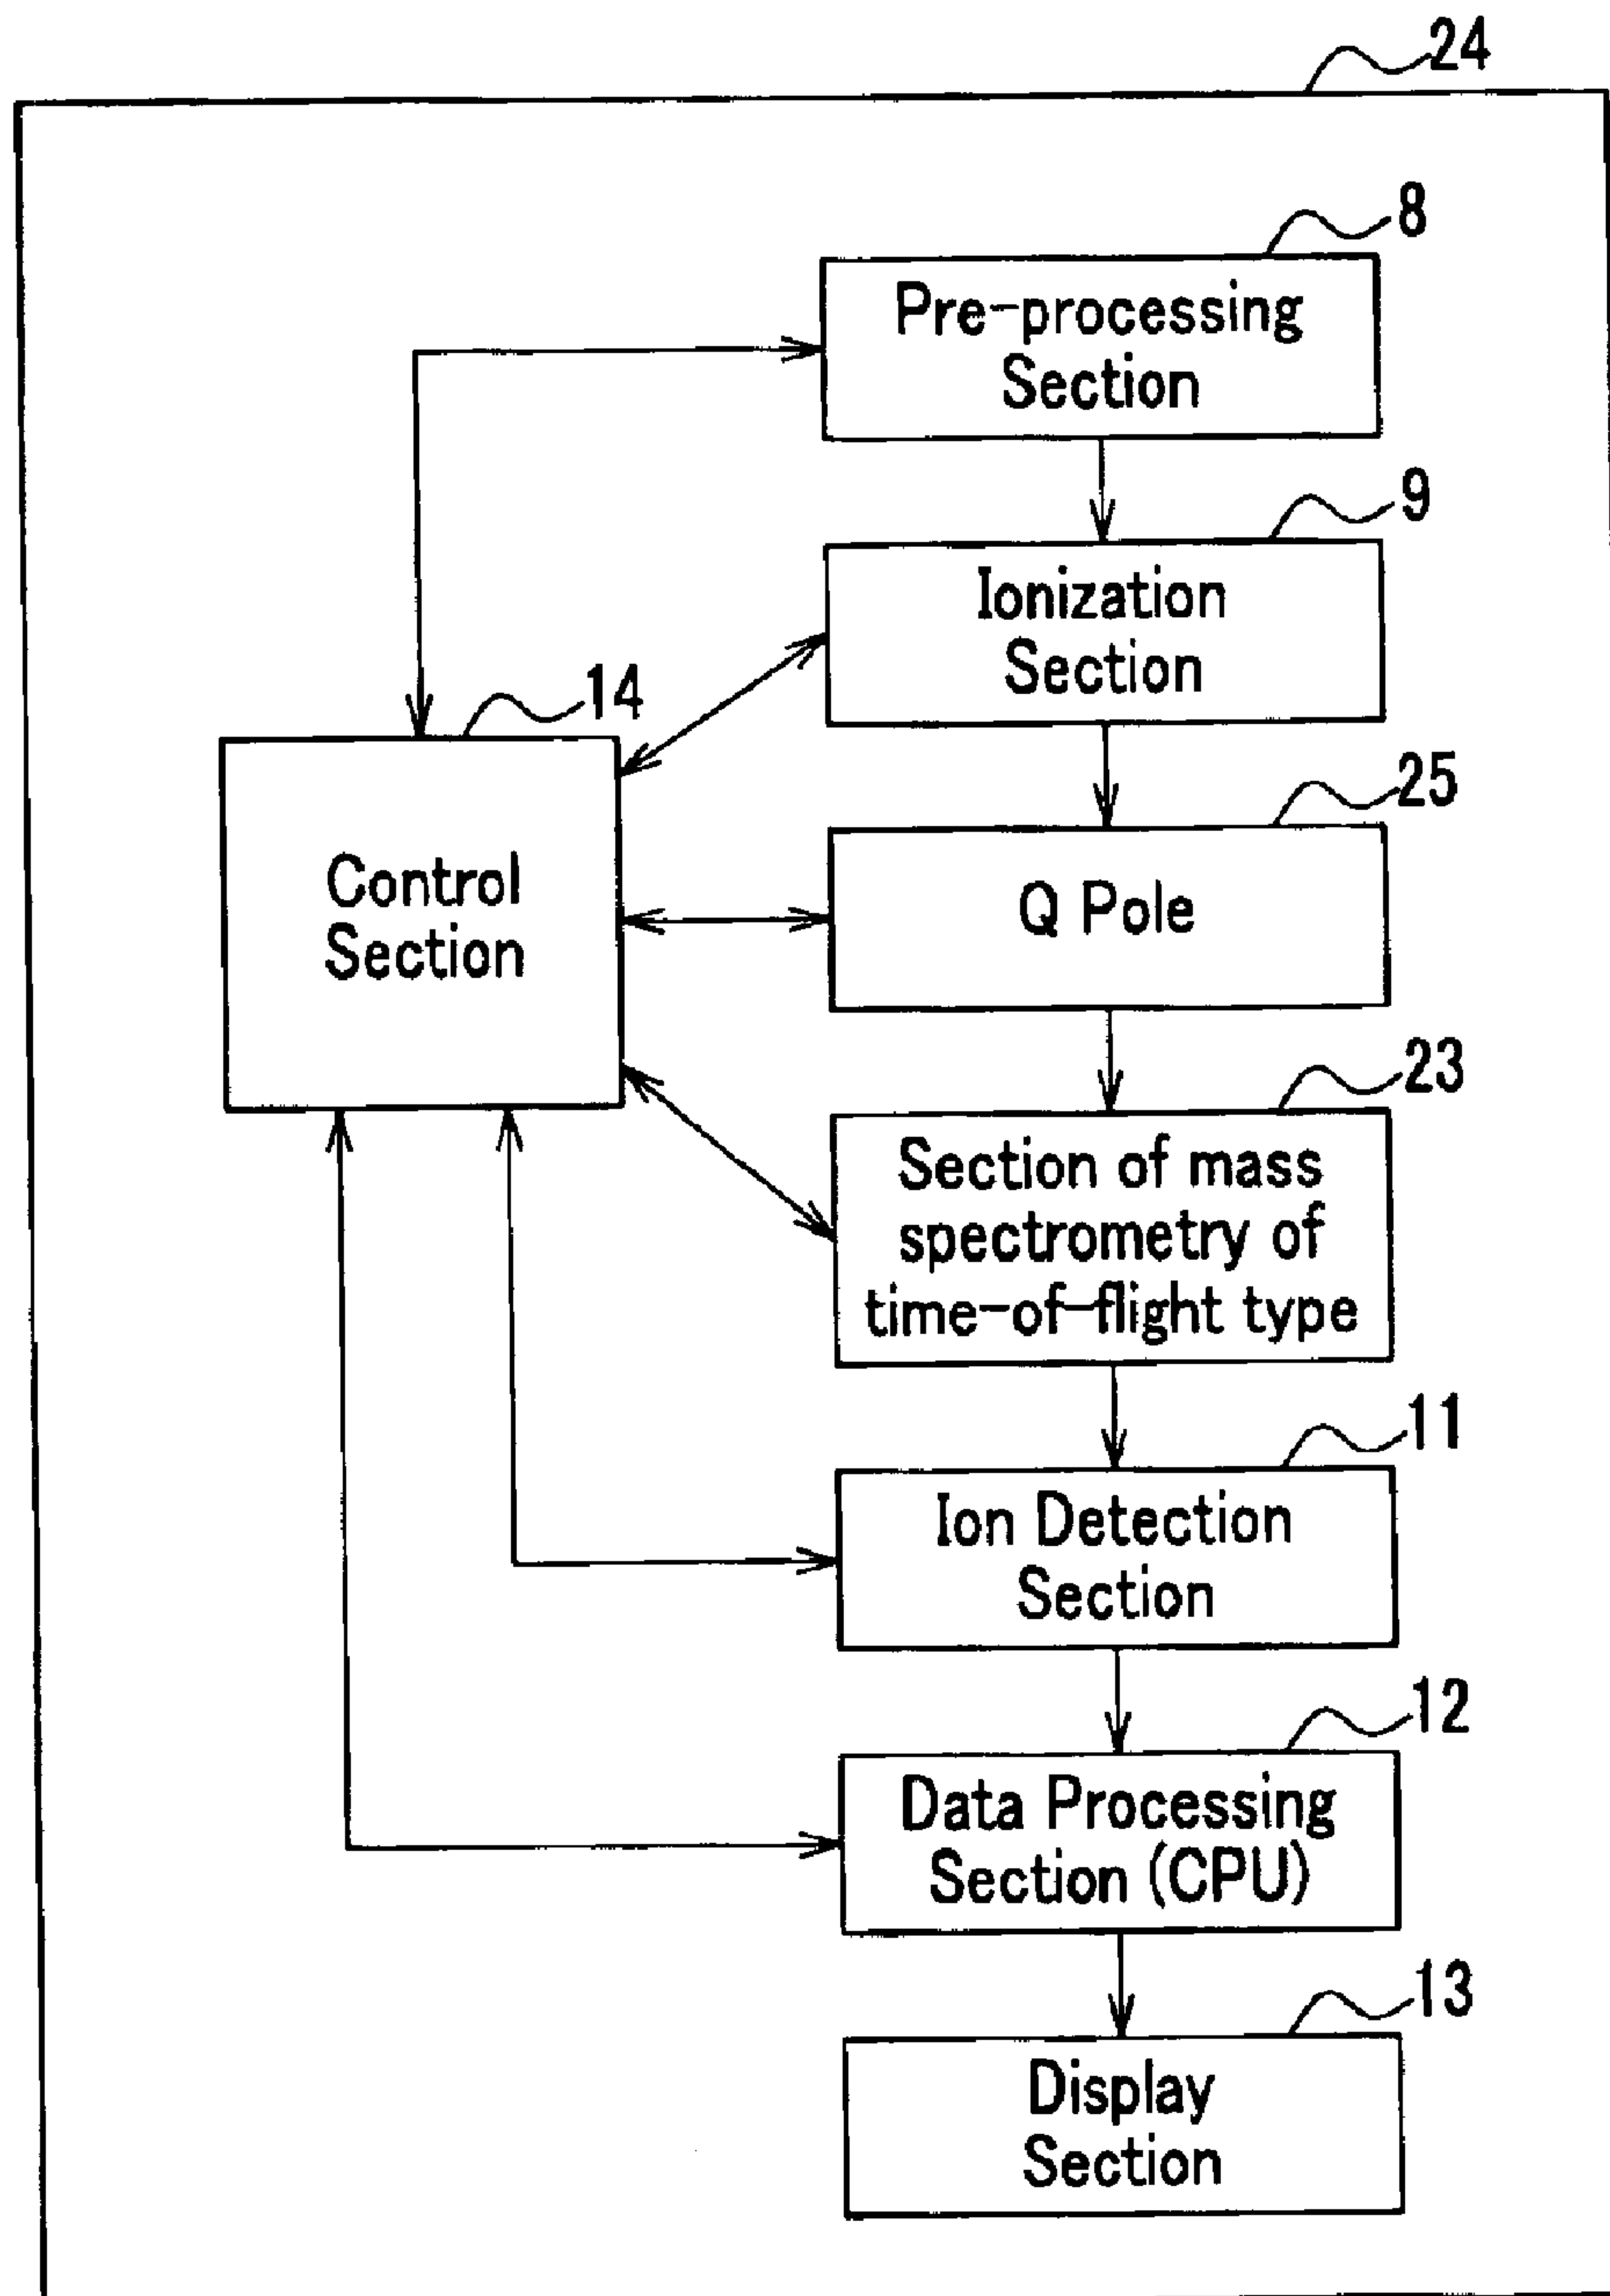 24
8
Pre-processing
Section
9
Ionization
Section
14
Control
Section
25
Q Pole
23
Section of mass
spectrometry of
time-of-flight type
11
Ion Detection
Section
12
Data Processing
Section (CPU)
13
Display
Section